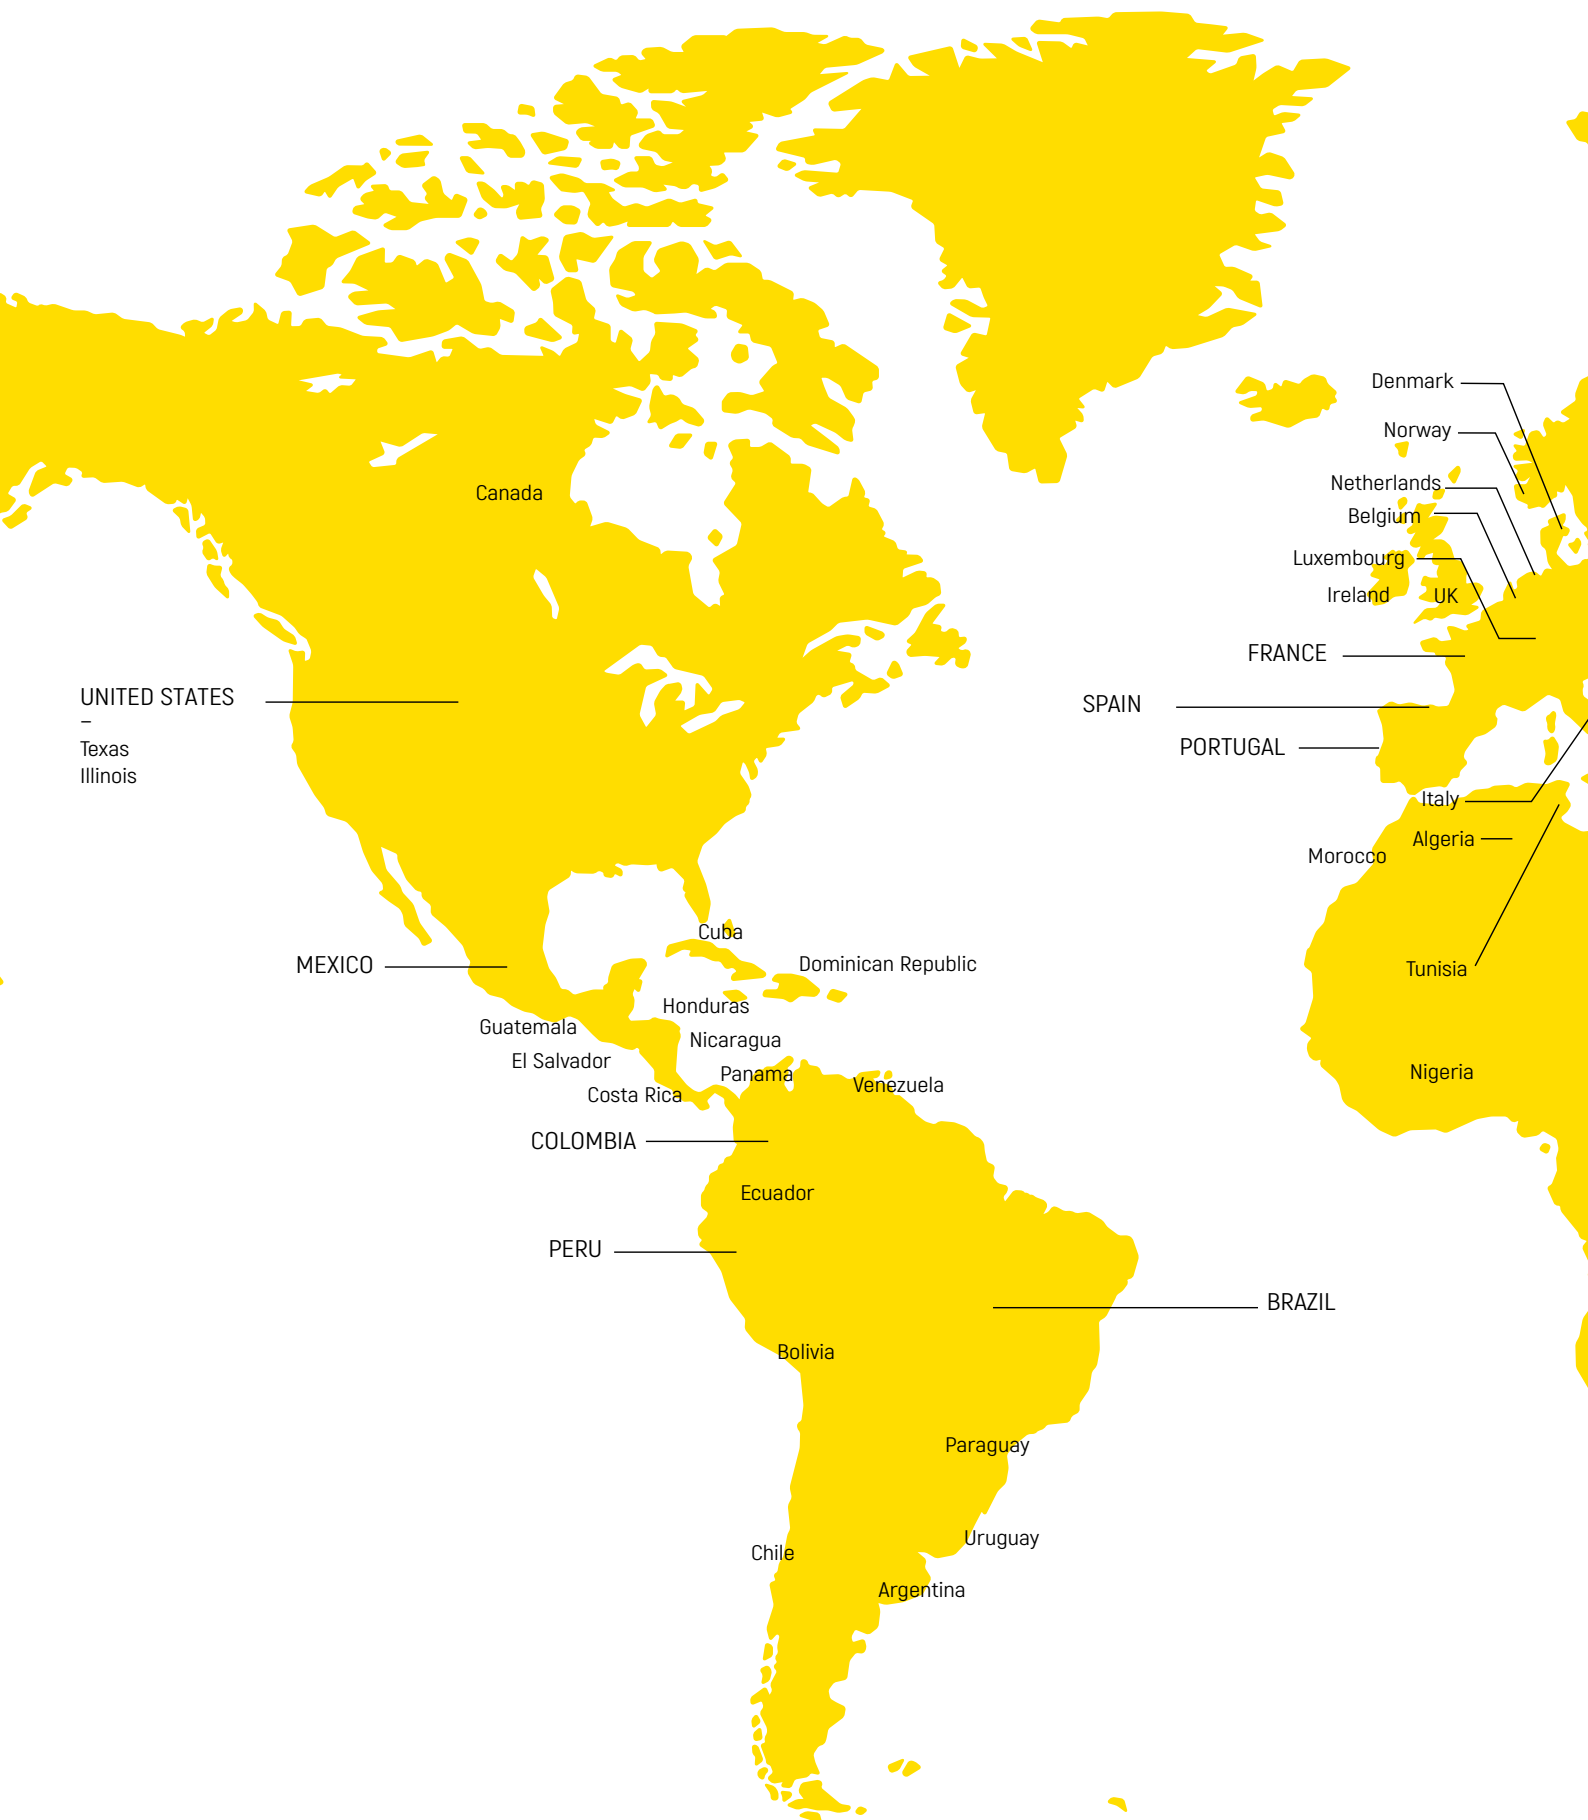 Denmark
Norway
Netherlands
Canada
Belgium
Luxembourg
Ireland
UK
FRANCE
UNITED STATES
–
Texas
Illinois
SPAIN
PORTUGAL
Italy
Algeria
Morocco
Cuba
MEXICO
Dominican Republic
Tunisia
Honduras
Guatemala
Nicaragua
El Salvador
Panama
Nigeria
Venezuela
Costa Rica
COLOMBIA
Ecuador
PERU
BRAZIL
Bolivia
Paraguay
Uruguay
Chile
Argentina